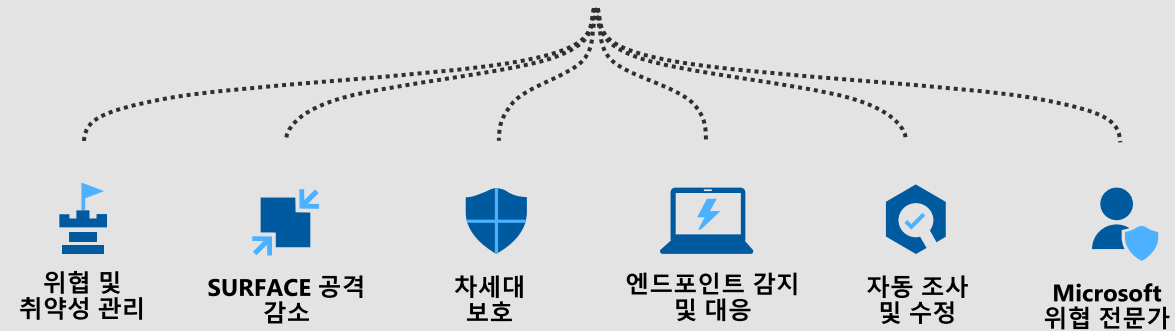 위협 및
취약성 관리
SURFACE 공격
감소
차세대
보호
엔드포인트 감지
및 대응
자동 조사
및 수정
Microsoft
위협 전문가